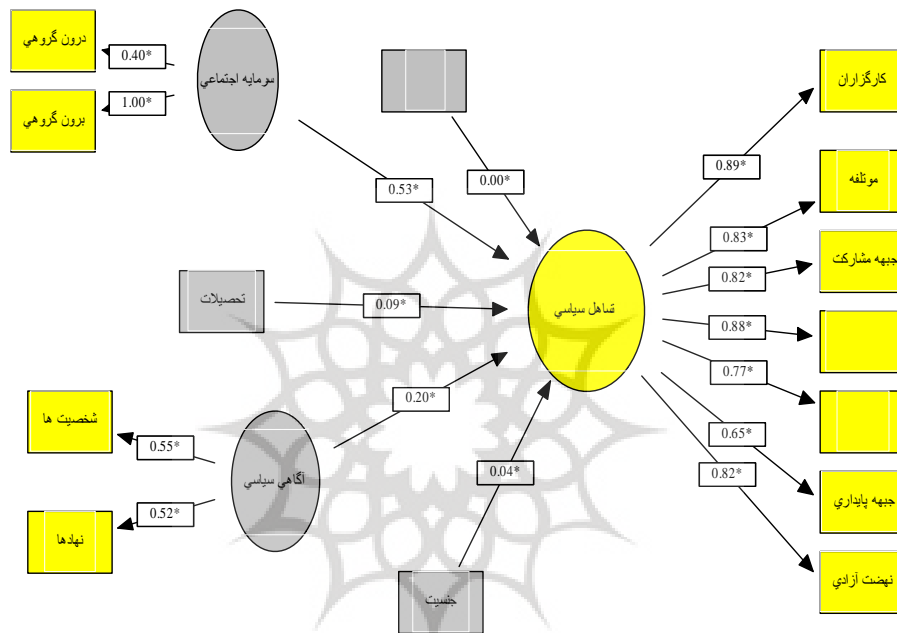 درون گروهي
0.40*
1.00*
برون گروهي
سرمايه اجتماعي
0.53*
0.00*
تحصيلات
0.09*
شخصيت ها
0.55*
0.52*
نهادها
آگاهي سياسي
0.20*
جنسيت
0.04*
تساهل سياسي
0.89*
0.83*
0.82*
0.88*
0.77*
0.65*
0.82*
کارگزاران
موتلفه
جبهه مشارکت
جبهه پايداري
نهضت آزادي